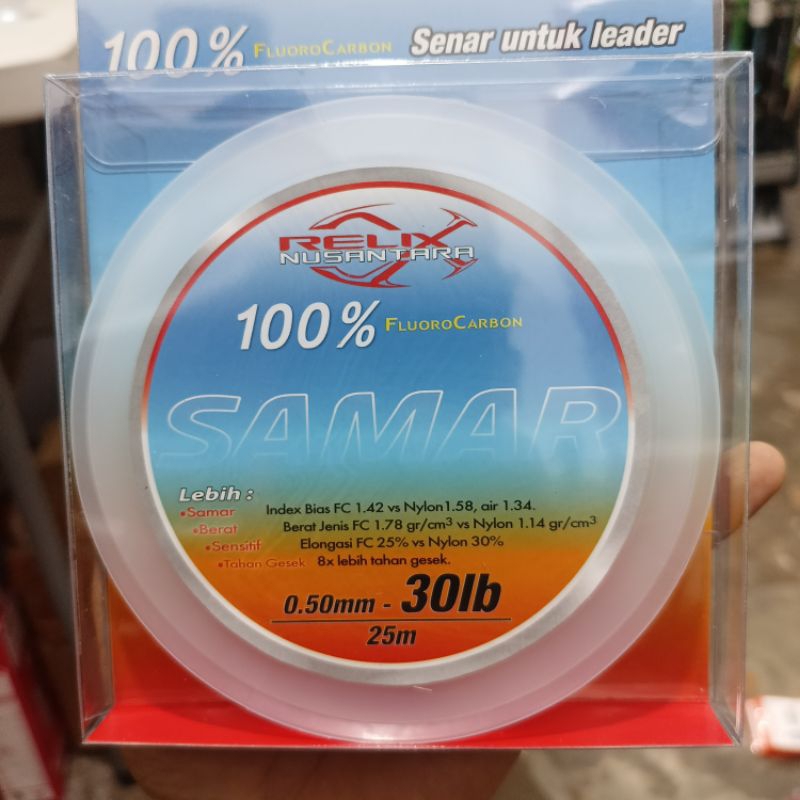 100% FLUOROCARBON Senar untuk leader
RELIX
NUSANTARA
100% FLUOROCARBON
SAMAR
Lebih :
•Samar Index Bias FC 1.42 vs Nylon1.58, air 1.34.
•Berat Berat Jenis FC 1.78 gr/cm³ vs Nylon 1.14 gr/cm³
•Sensitif Elongasi FC 25% vs Nylon 30%
•Tahan Gesek 8x lebih tahan gesek.
0.50mm - 30lb
25m